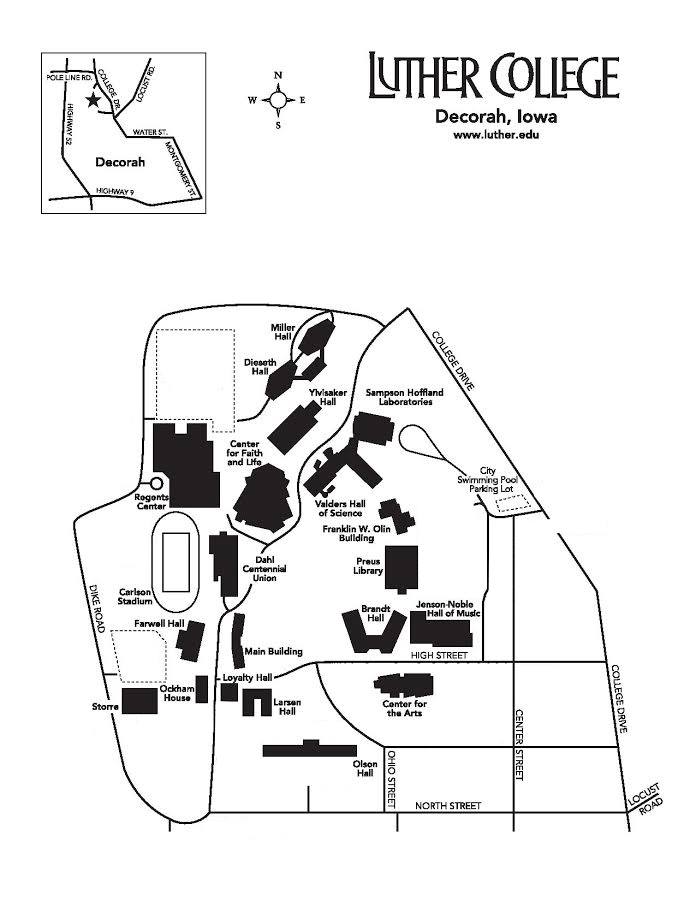 LUTHER COLLEGE
Decorah, Iowa
www.luther.edu
N
W
E
S
POLE LINE RD.
COLLEGE DR.
LOCUST RD.
HIGHWAY 52
WATER ST.
MONTGOMERY ST.
Decorah
HIGHWAY 9
Miller
Hall
Dieseth
Hall
Ylvisaker
Hall
Sampson Hoffland
Laboratories
COLLEGE DRIVE
Center
for Faith
and Life
City
Swimming Pool
Parking Lot
Regents
Center
Valders Hall
of Science
Franklin W. Olin
Building
Dahl
Centennial
Union
Preus
Library
Carlson
Stadium
DIKE ROAD
Farwell Hall
Brandt
Hall
Jenson-Noble
Hall of Music
Main Building
HIGH STREET
Loyalty Hall
Ockham
House
Storre
Larsen
Hall
Center for
the Arts
COLLEGE DRIVE
CENTER STREET
Olson
Hall
OHIO STREET
NORTH STREET
LOCUST
ROAD